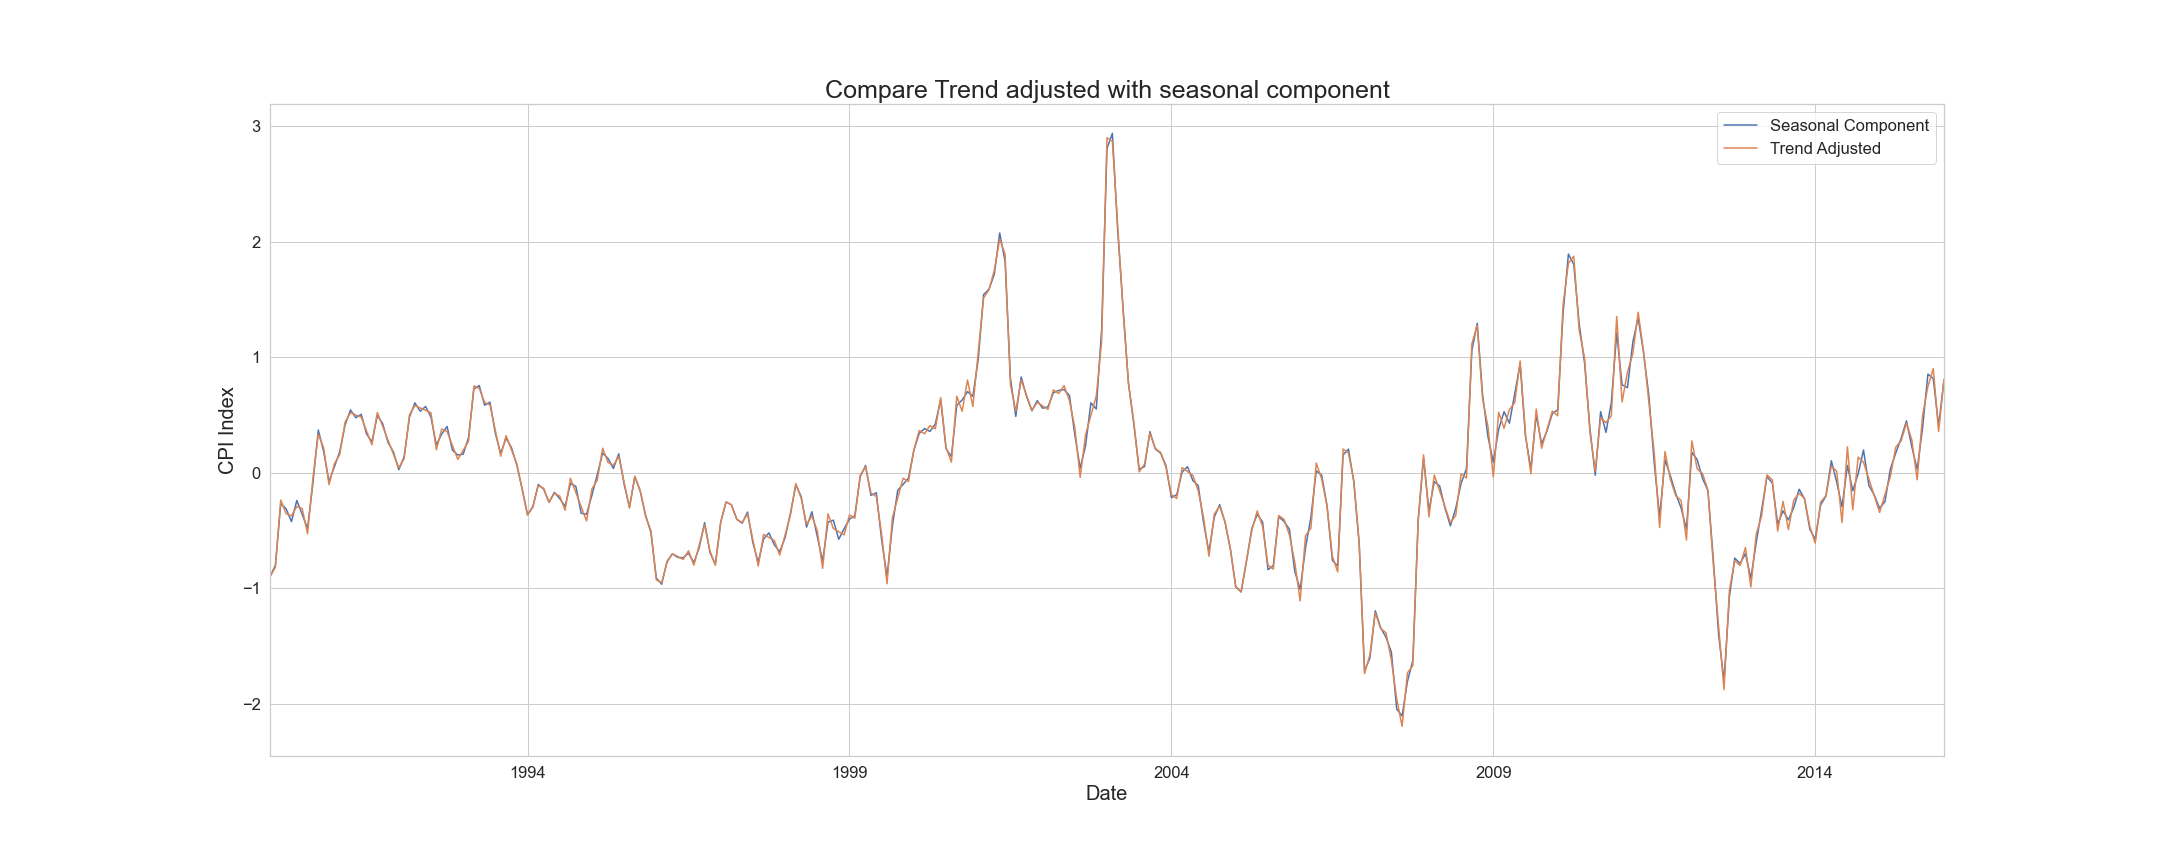 Compare Trend adjusted with seasonal component
Seasonal Component
Trend Adjusted
3
2
1
0
−1
−2
CPI Index
1994 1999 2004 2009 2014
Date